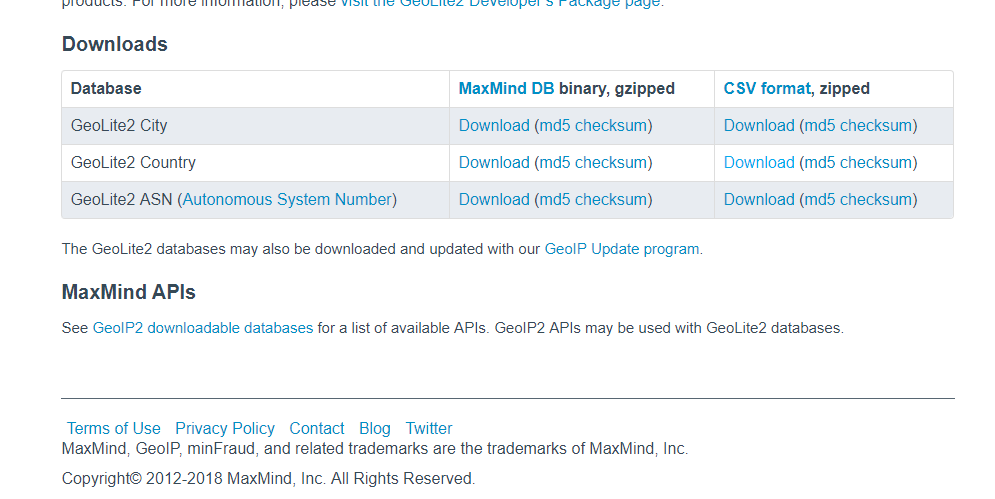 products. For more information, please visit the GeoLite2 Developer's Package page.
Downloads
Database MaxMind DB binary, gzipped CSV format, zipped
GeoLite2 City Download (md5 checksum) Download (md5 checksum)
GeoLite2 Country Download (md5 checksum) Download (md5 checksum)
GeoLite2 ASN (Autonomous System Number) Download (md5 checksum) Download (md5 checksum)
The GeoLite2 databases may also be downloaded and updated with our GeoIP Update program.
MaxMind APIs
See GeoIP2 downloadable databases for a list of available APIs. GeoIP2 APIs may be used with GeoLite2 databases.
Terms of Use Privacy Policy Contact Blog Twitter
MaxMind, GeoIP, minFraud, and related trademarks are the trademarks of MaxMind, Inc.
Copyright© 2012-2018 MaxMind, Inc. All Rights Reserved.